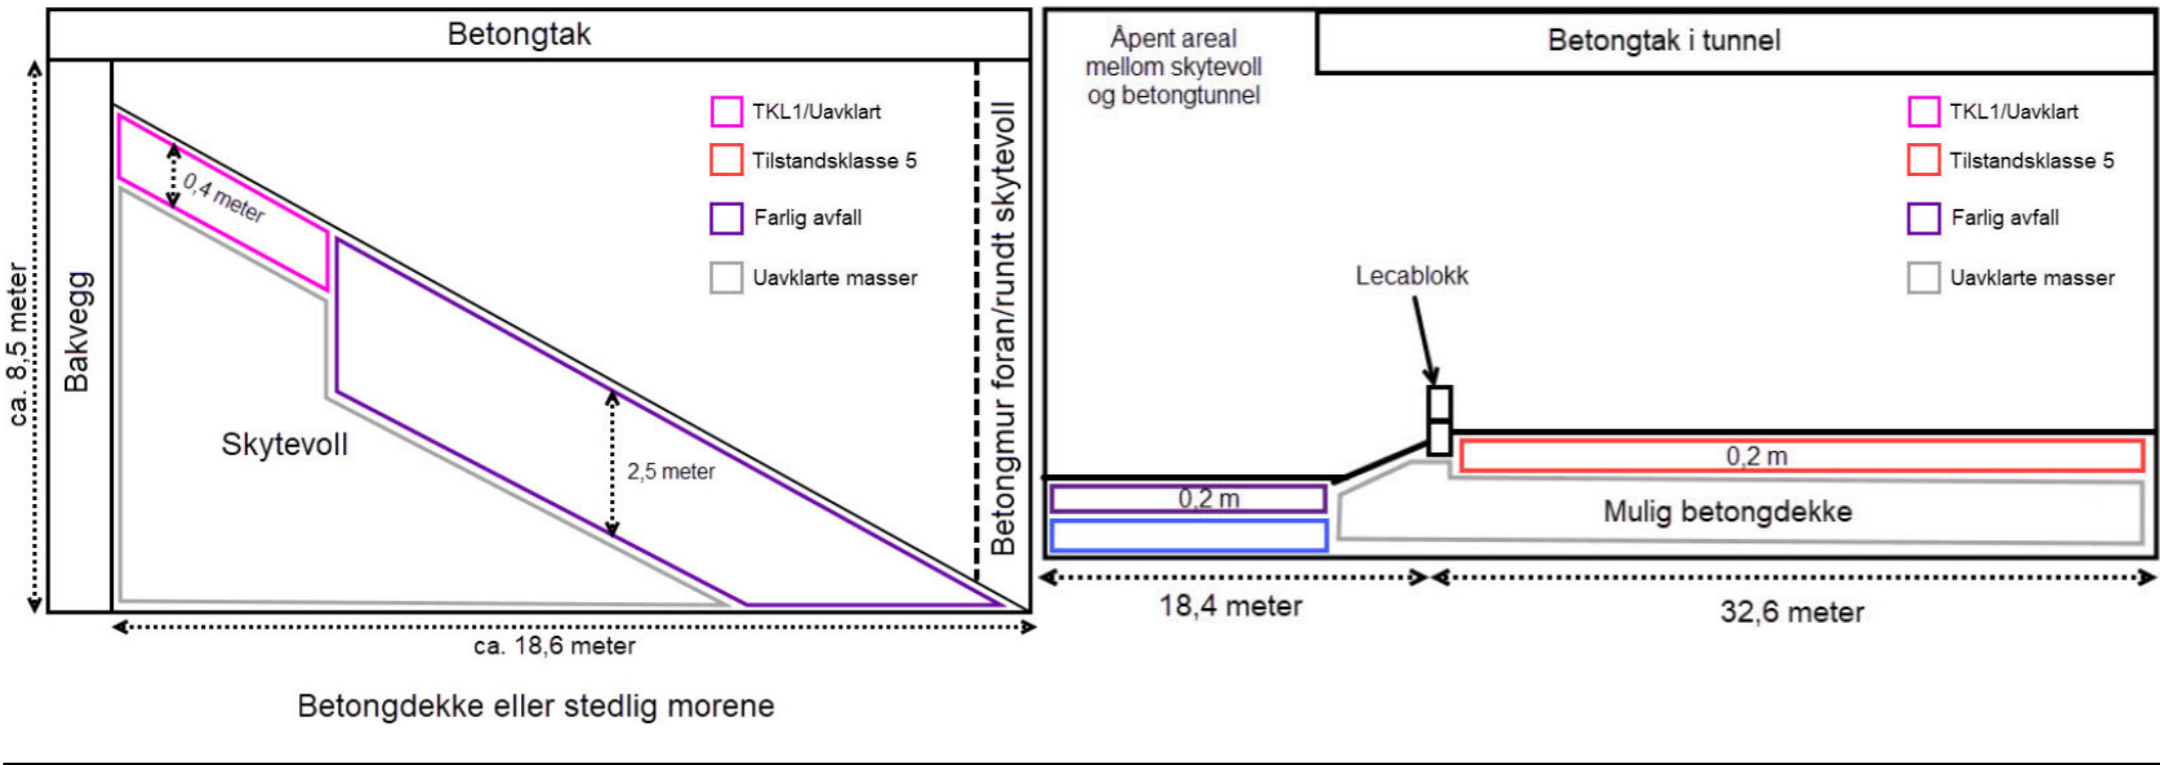 Betongtak
Bakvegg
ca. 8,5 meter
0,4 meter
TKL1/Uavklart
Tilstandsklasse 5
Farlig avfall
Uavklarte masser
Betongmur foran/rundt skytevoll
Skytevoll
2,5 meter
ca. 18,6 meter
Betongdekke eller stedlig morene
Åpent areal
mellom skytevoll
og betongtunnel
Betongtak i tunnel
TKL1/Uavklart
Tilstandsklasse 5
Farlig avfall
Uavklarte masser
Lecablokk
0,2 m
0,2 m
Mulig betongdekke
18,4 meter
32,6 meter